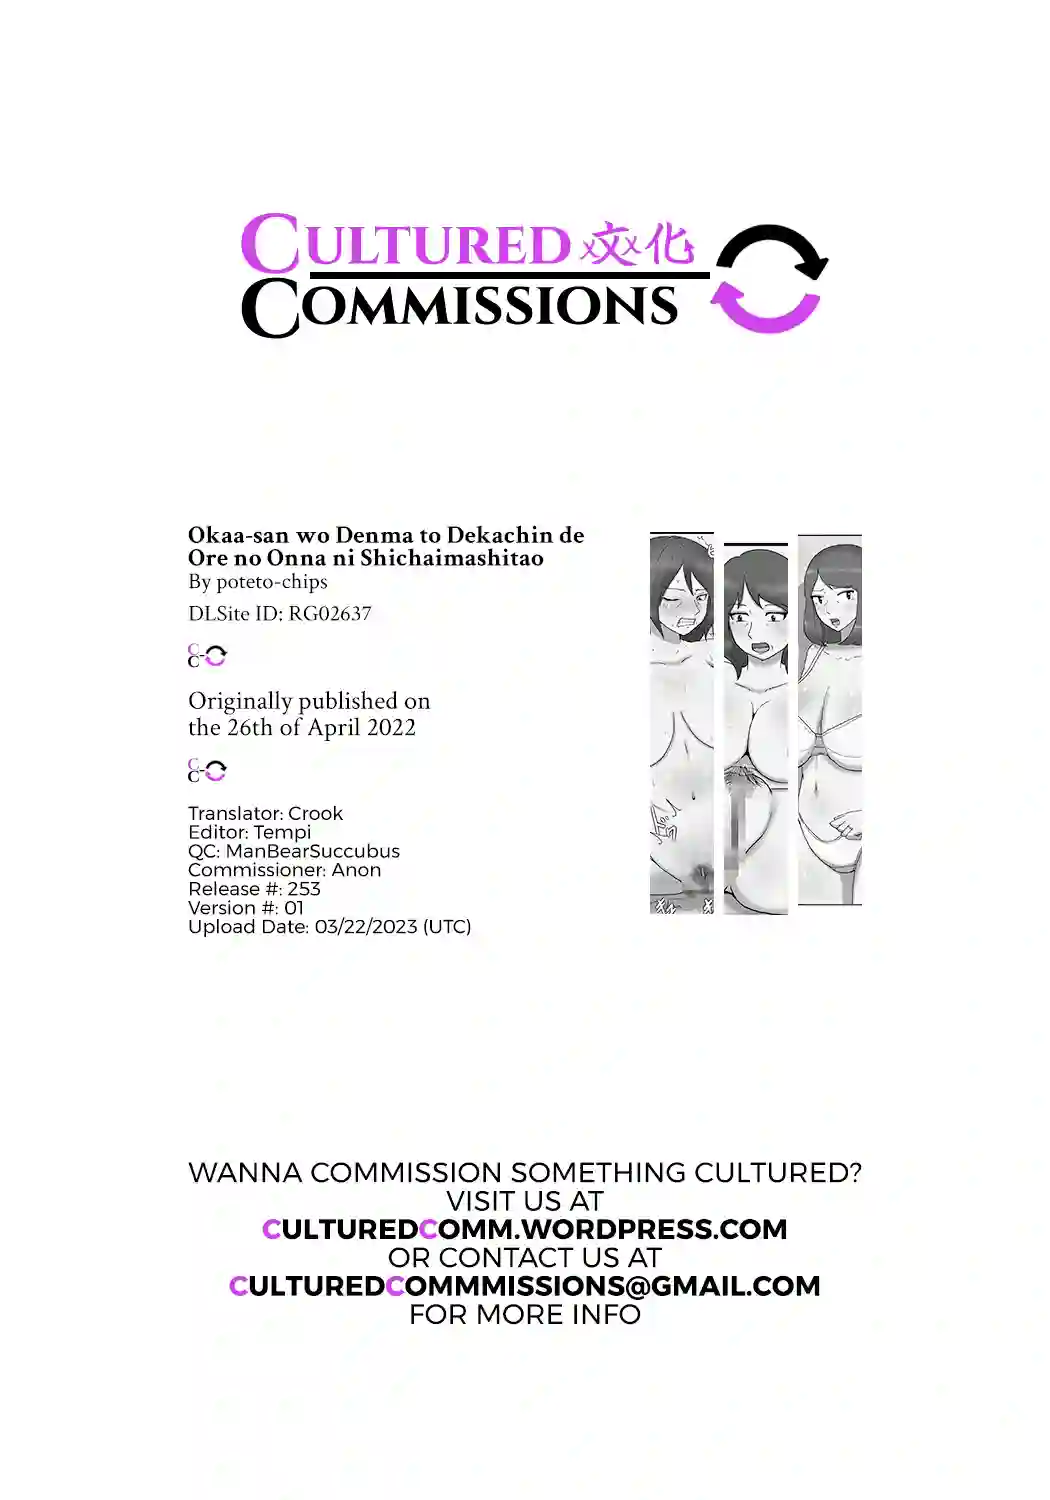 CULTURED 文化
COMMISSIONS
Okaa-san wo Denma to Dekachin de
Ore no Onna ni Shichaimashitao
By poteto-chips
DLSite ID: RG02637
C
C-
Originally published on
the 26th of April 2022
C
C-
Translator: Crook
Editor: Tempi
QC: ManBearSuccubus
Commissioner: Anon
Release #: 253
Version #: 01
Upload Date: 03/22/2023 (UTC)
WANNA COMMISSION SOMETHING CULTURED?
VISIT US AT
CULTUREDCOMM.WORDPRESS.COM
OR CONTACT US AT
CULTUREDCOMMMISSIONS@GMAIL.COM
FOR MORE INFO